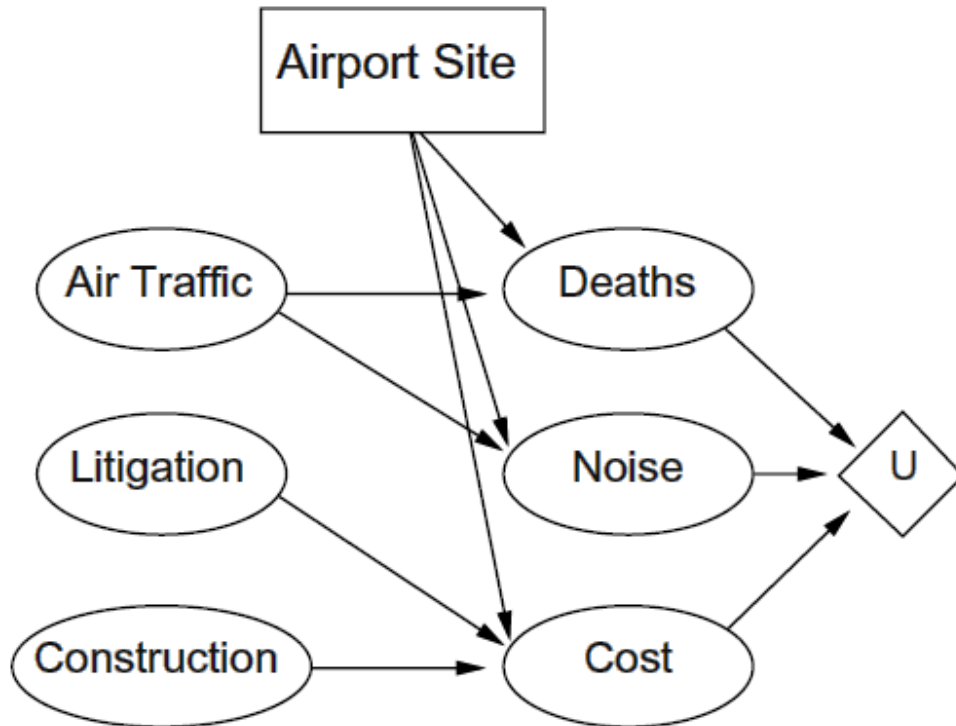 Airport Site
Air Traffic
Deaths
Litigation
Noise
U
Construction
Cost